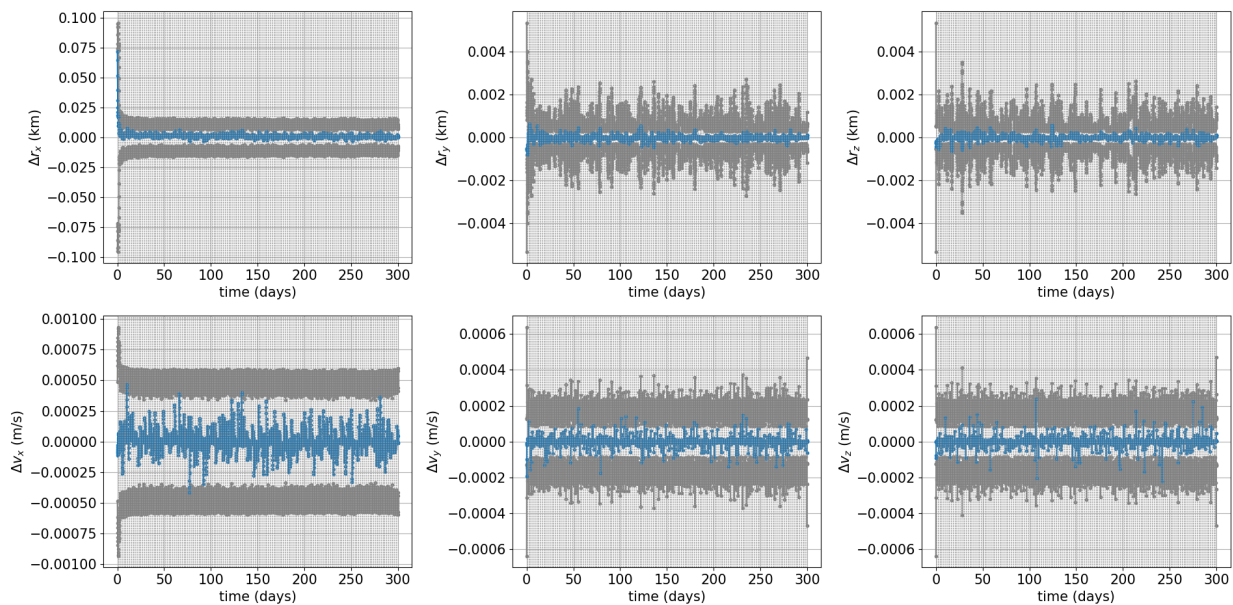 Δrₓ (km)
0.100
0.075
0.050
0.025
0.000
−0.025
−0.050
−0.075
−0.100
0 50 100 150 200 250 300
time (days)
Δr_y (km)
0.004
0.002
0.000
−0.002
−0.004
0 50 100 150 200 250 300
time (days)
Δr_z (km)
0.004
0.002
0.000
−0.002
−0.004
0 50 100 150 200 250 300
time (days)
Δvₓ (m/s)
0.00100
0.00075
0.00050
0.00025
0.00000
−0.00025
−0.00050
−0.00075
−0.00100
0 50 100 150 200 250 300
time (days)
Δv_y (m/s)
0.0006
0.0004
0.0002
0.0000
−0.0002
−0.0004
−0.0006
0 50 100 150 200 250 300
time (days)
Δv_z (m/s)
0.0006
0.0004
0.0002
0.0000
−0.0002
−0.0004
−0.0006
0 50 100 150 200 250 300
time (days)